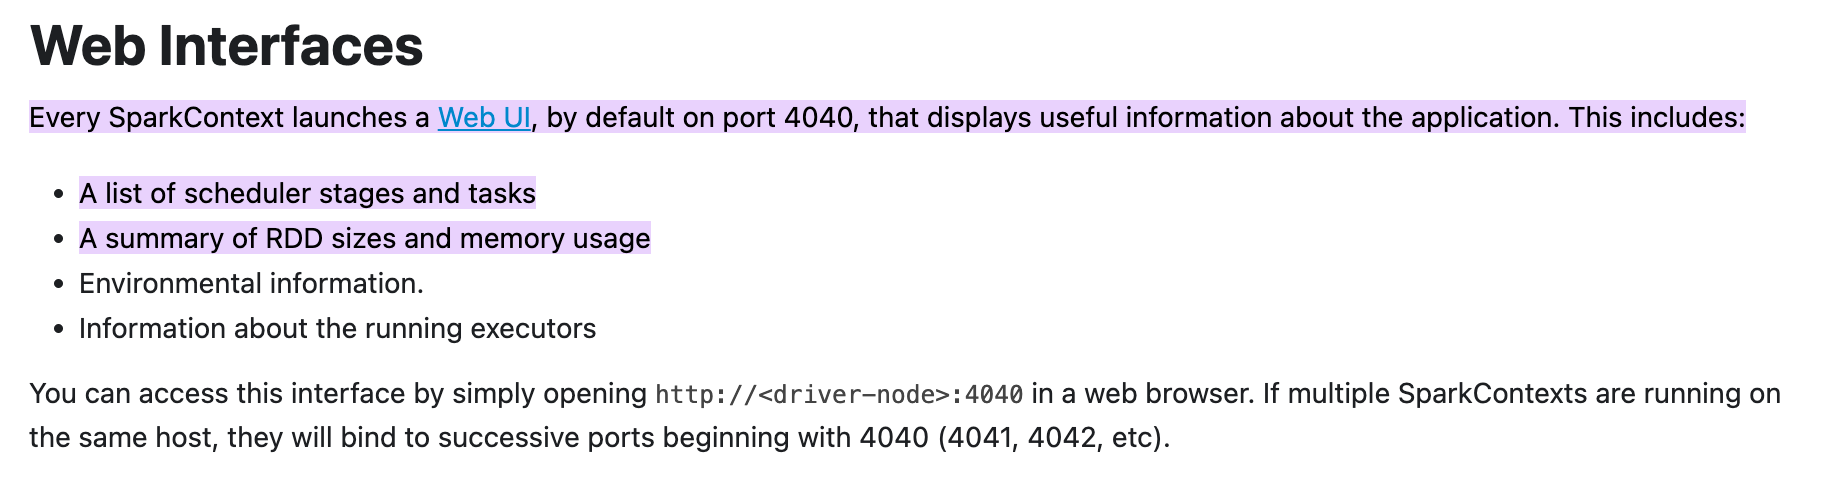 Web Interfaces
Every SparkContext launches a Web UI, by default on port 4040, that displays useful information about the application. This includes:
• A list of scheduler stages and tasks
• A summary of RDD sizes and memory usage
• Environmental information.
• Information about the running executors
You can access this interface by simply opening http://<driver-node>:4040 in a web browser. If multiple SparkContexts are running on
the same host, they will bind to successive ports beginning with 4040 (4041, 4042, etc).